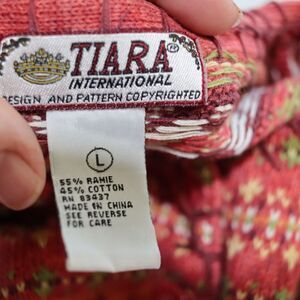 TIARA®
INTERNATIONAL
DESIGN AND PATTERN COPYRIGHTED
L
55% RAMIE
45% COTTON
RN 83437
MADE IN CHINA
SEE REVERSE
FOR CARE